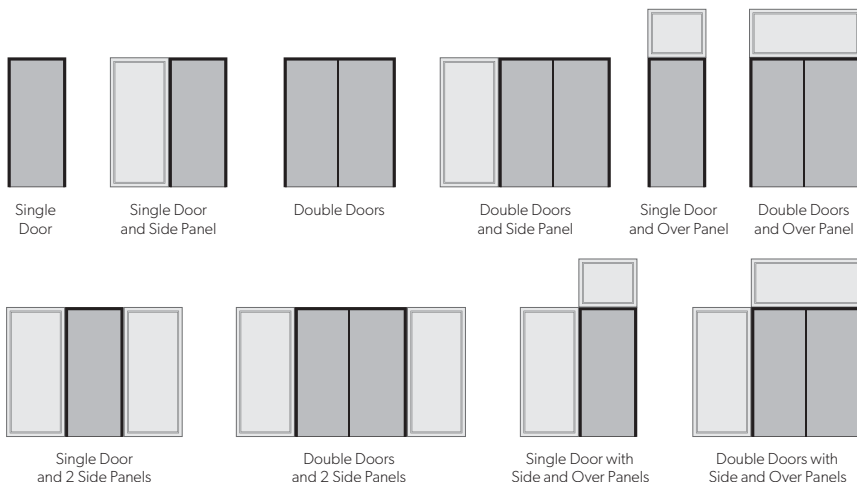 Single
Door
Single Door
and Side Panel
Double Doors
Double Doors
and Side Panel
Single Door
and Over Panel
Double Doors
and Over Panel
Single Door
and 2 Side Panels
Double Doors
and 2 Side Panels
Single Door with
Side and Over Panels
Double Doors with
Side and Over Panels